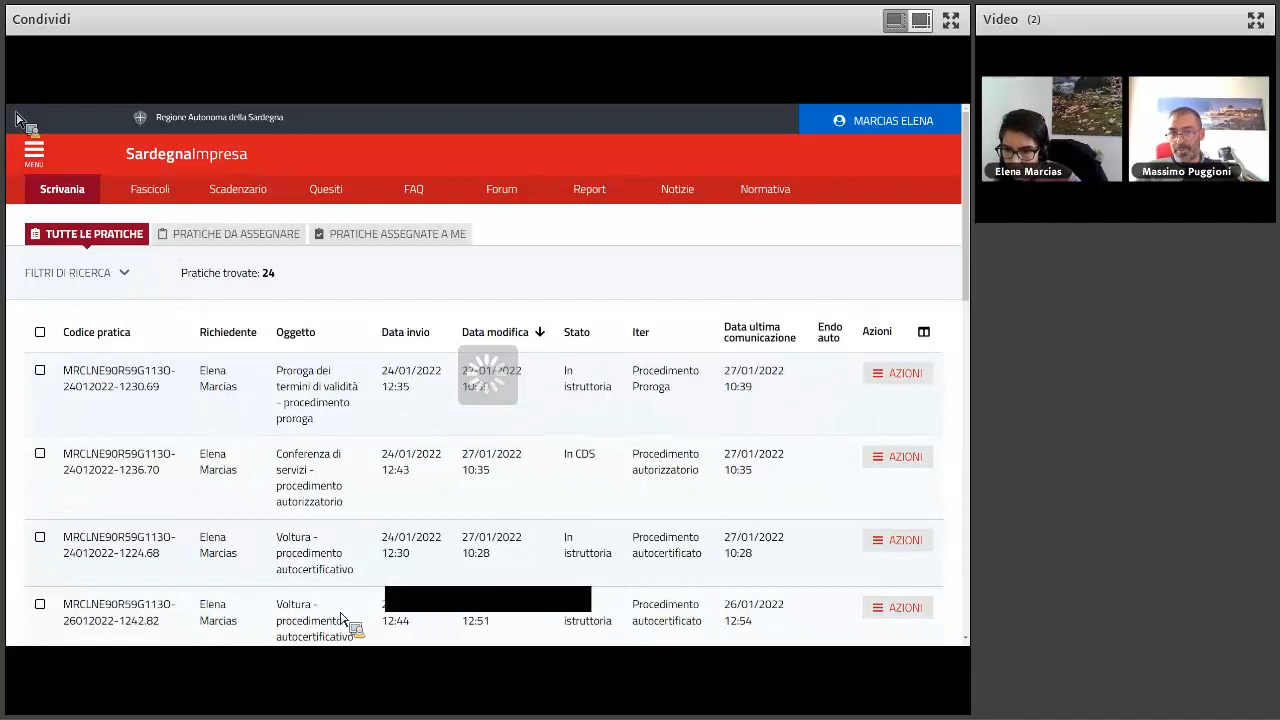 Condividi
Video (2)
Elena Marcias
Massimo Puggioni
Regione Autonoma della Sardegna
MARCIAS ELENA
MENU
SardegnaImpresa
Scrivania Fascicoli Scadenzario Quesiti FAQ Forum Report Notizie Normativa
TUTTE LE PRATICHE PRATICHE DA ASSEGNARE PRATICHE ASSEGNATE A ME
FILTRI DI RICERCA Pratiche trovate: 24
Codice pratica Richiedente Oggetto Data invio Data modifica Stato Iter Data ultima comunicazione Endo auto Azioni
MRCLNE90R59G113O- Elena Proroga dei 24/01/2022 In Procedimento 27/01/2022 AZIONI
24012022-1230.69 Marcias termini di validità 12:35 istruttoria Proroga 10:39
- procedimento
proroga
MRCLNE90R59G113O- Elena Conferenza di 24/01/2022 27/01/2022 In CDS Procedimento 27/01/2022 AZIONI
24012022-1236.70 Marcias servizi - 12:43 10:35 autorizzatorio 10:35
procedimento
autorizzatorio
MRCLNE90R59G113O- Elena Voltura - 24/01/2022 27/01/2022 In Procedimento 27/01/2022 AZIONI
24012022-1224.68 Marcias procedimento 12:30 10:28 istruttoria autocertificato 10:28
autocertificativo
MRCLNE90R59G113O- Elena Voltura - Procedimento 26/01/2022 AZIONI
26012022-1242.82 Marcias procedimento 12:44 12:51 istruttoria autocertificato 12:54
autocertificativo